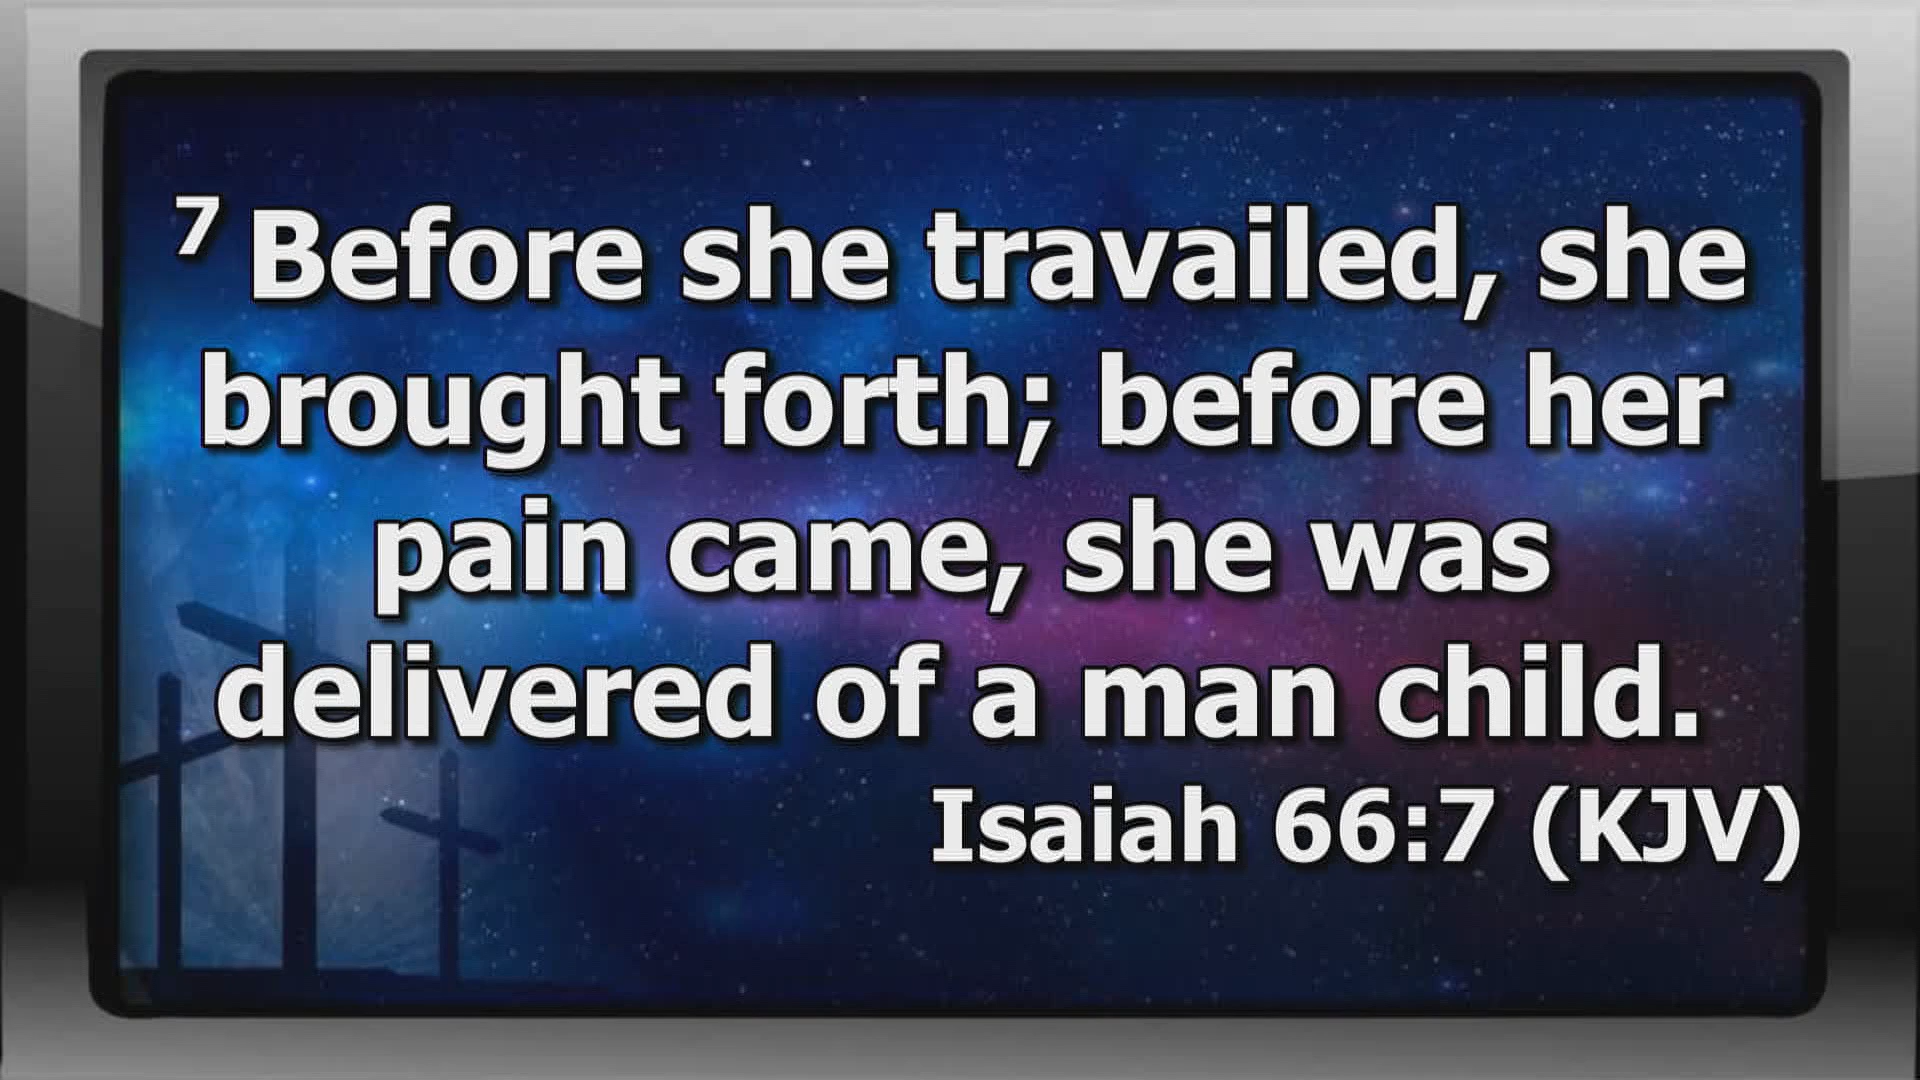 7 Before she travailed, she
brought forth; before her
pain came, she was
delivered of a man child.
Isaiah 66:7 (KJV)